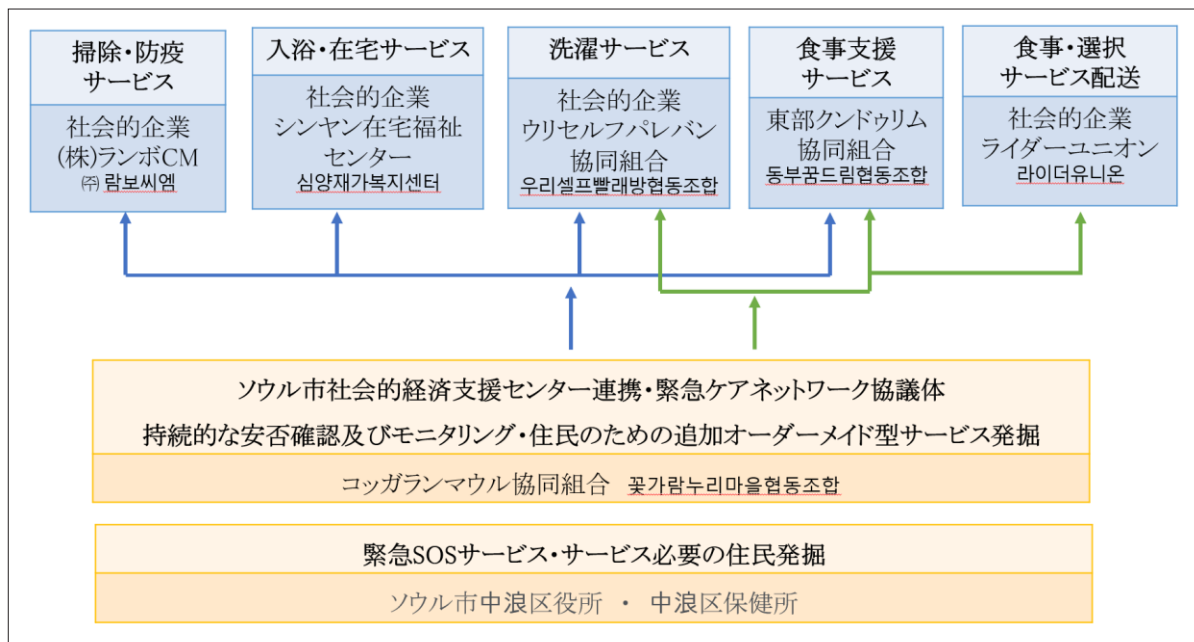 掃除・防疫
サービス
社会的企業
(株)ランボCM
㈜ 람보씨엠
入浴・在宅サービス
社会的企業
シンヤン在宅福祉
センター
심양재가복지센터
洗濯サービス
社会的企業
ウリセルフパレバン
協同組合
우리셀프빨래방협동조합
食事支援
サービス
東部クンドゥリム
協同組合
동부꿈드림협동조합
食事・選択
サービス配送
社会的企業
ライダーユニオン
라이더유니온
ソウル市社会的経済支援センター連携・緊急ケアネットワーク協議体
持続的な安否確認及びモニタリング・住民のための追加オーダーメイド型サービス発掘
コッガランマウル協同組合 꽃가람누리마을협동조합
緊急SOSサービス・サービス必要の住民発掘
ソウル市中浪区役所 ・ 中浪区保健所